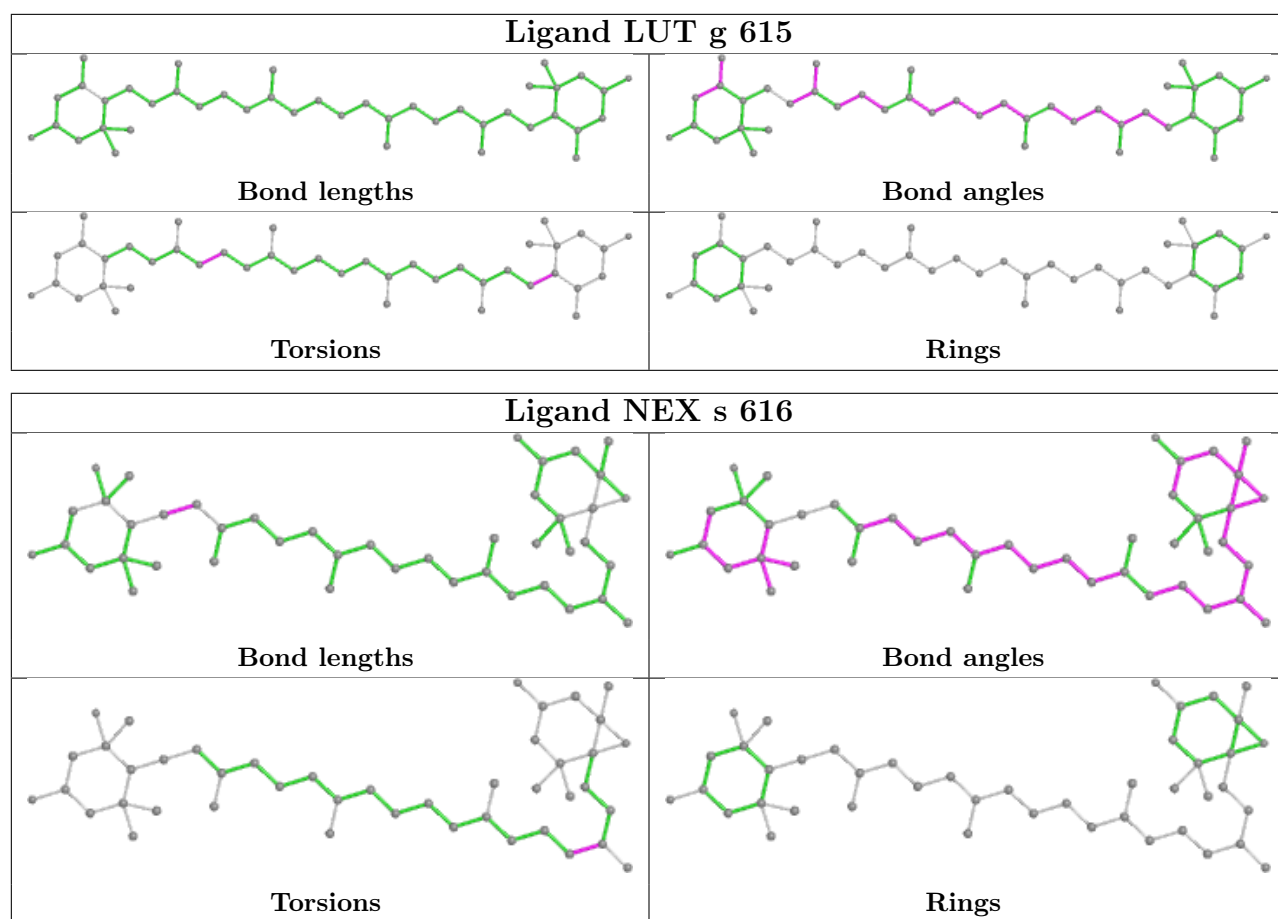 Ligand LUT g 615
Bond lengths Bond angles
Torsions Rings
Ligand NEX s 616
Bond lengths Bond angles
Torsions Rings